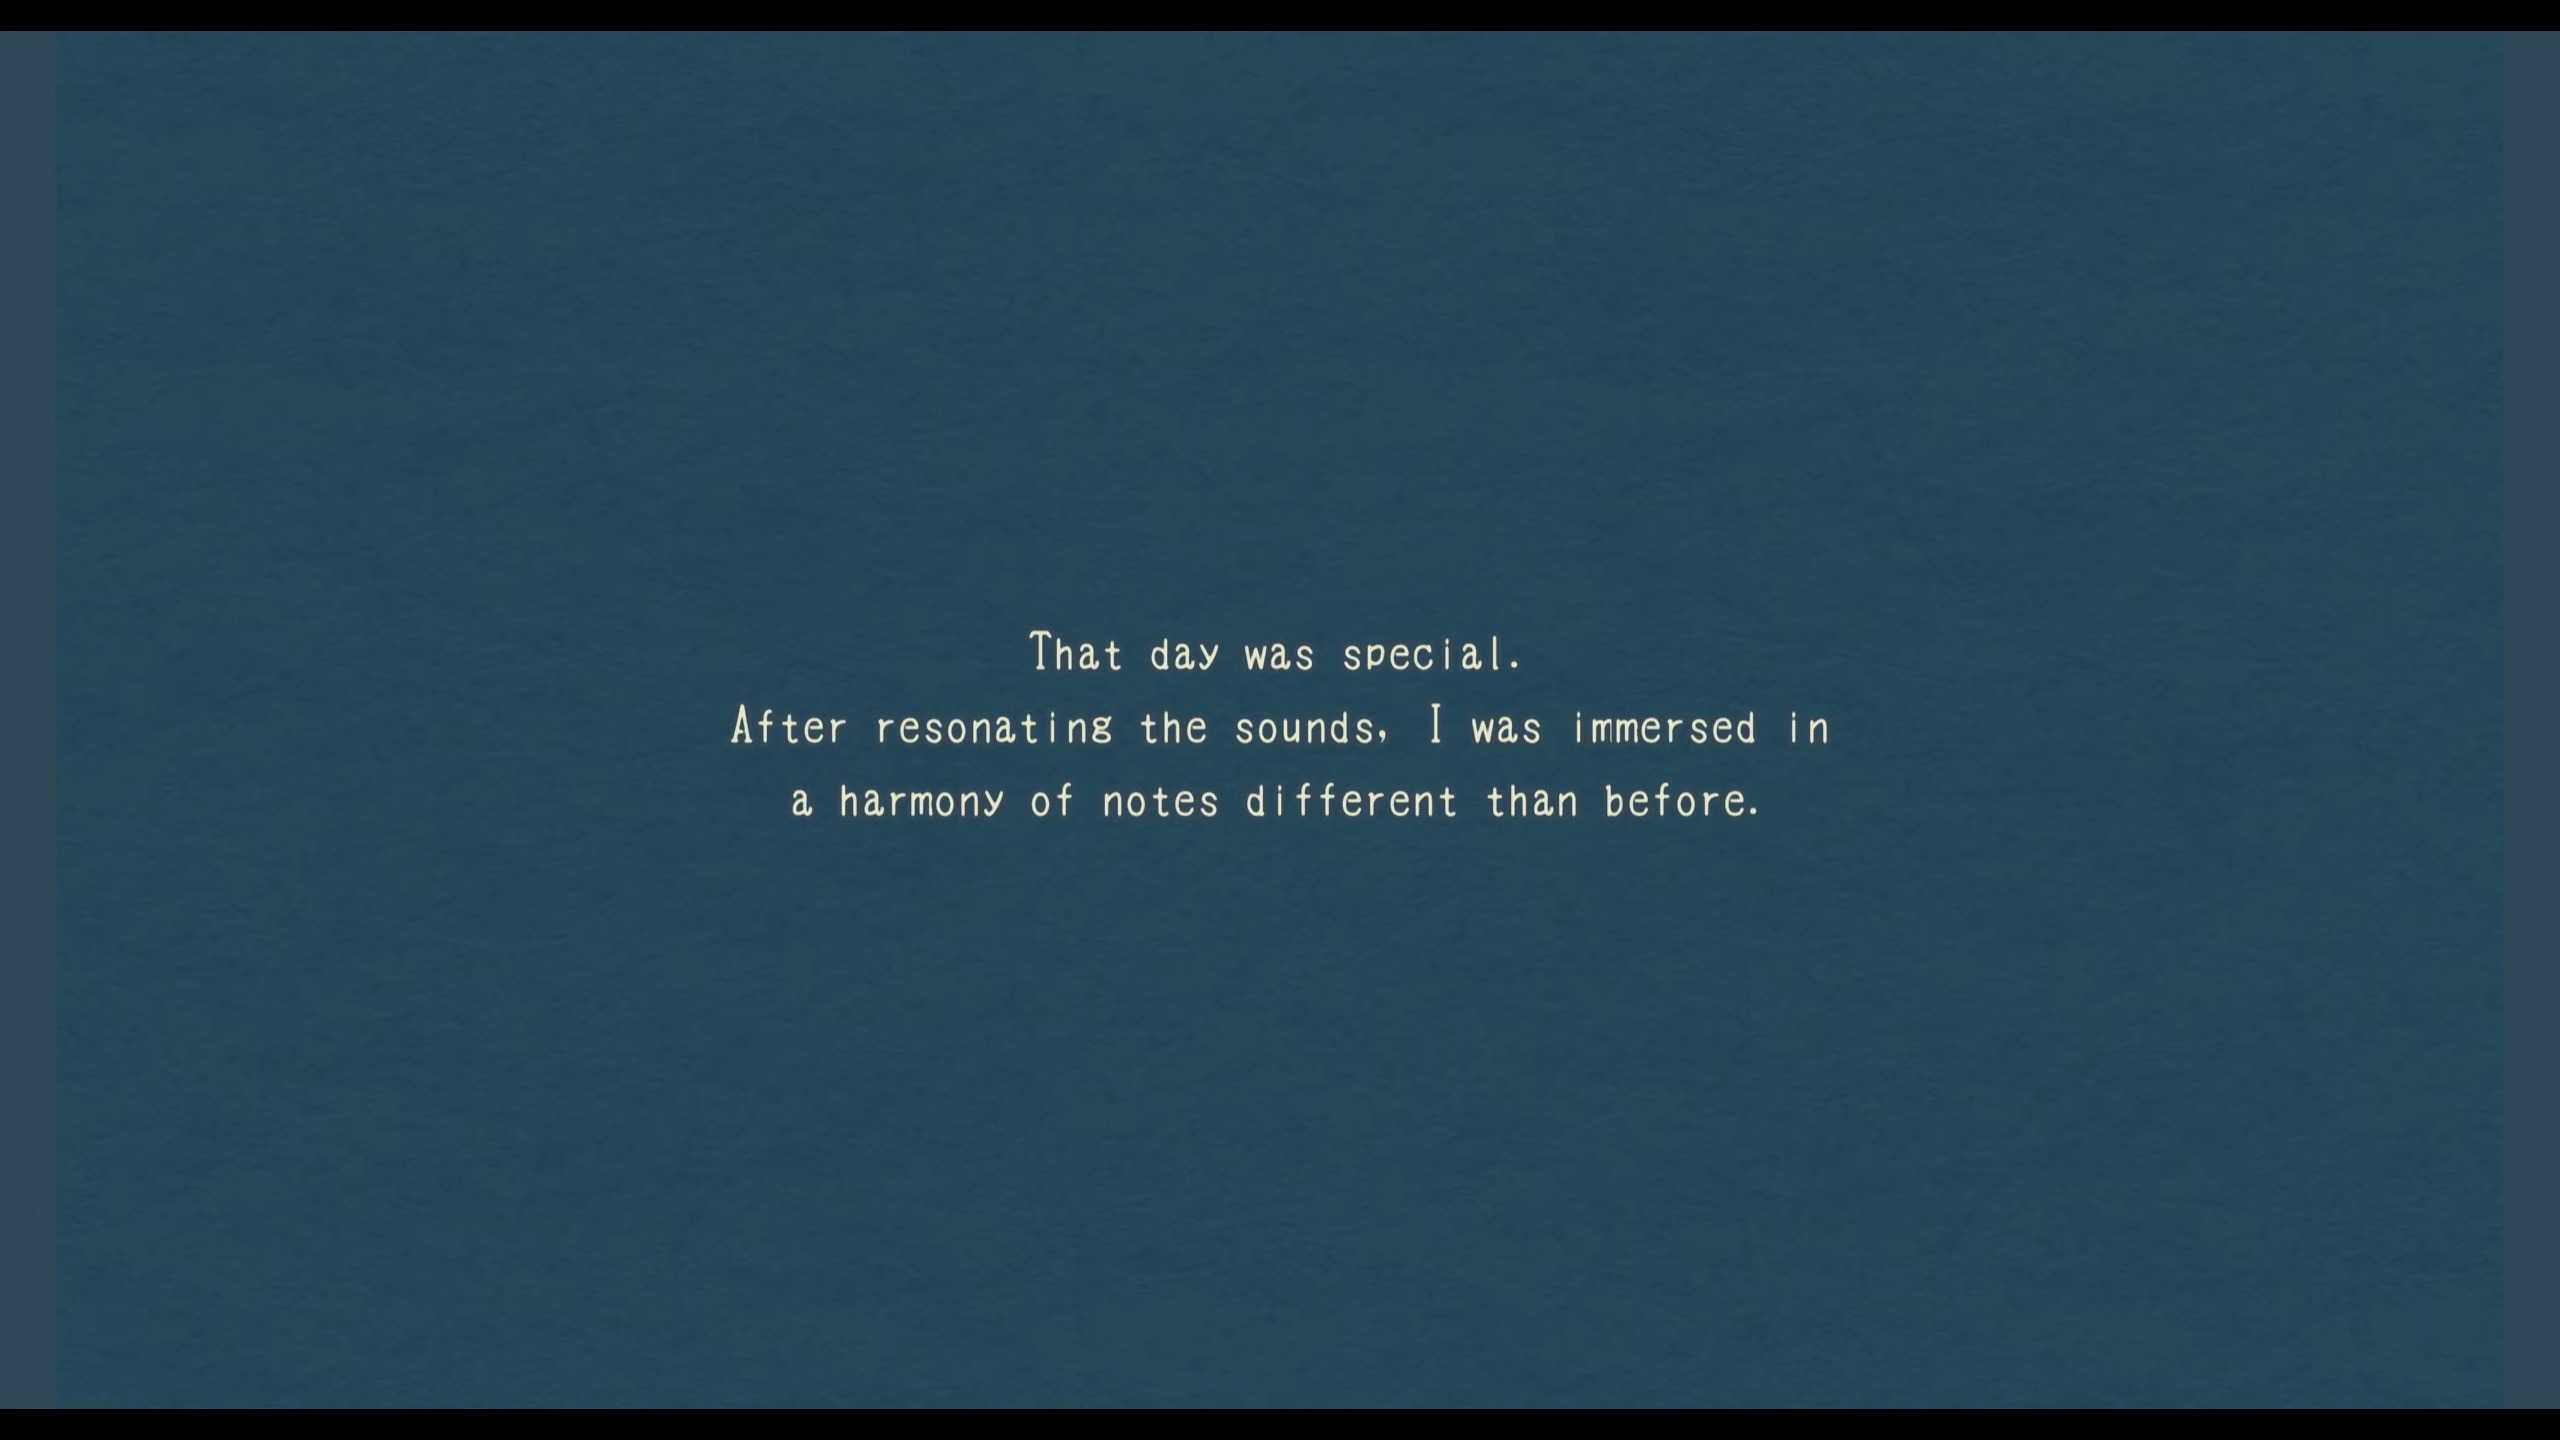 That day was special.
After resonating the sounds, I was immersed in
a harmony of notes different than before.